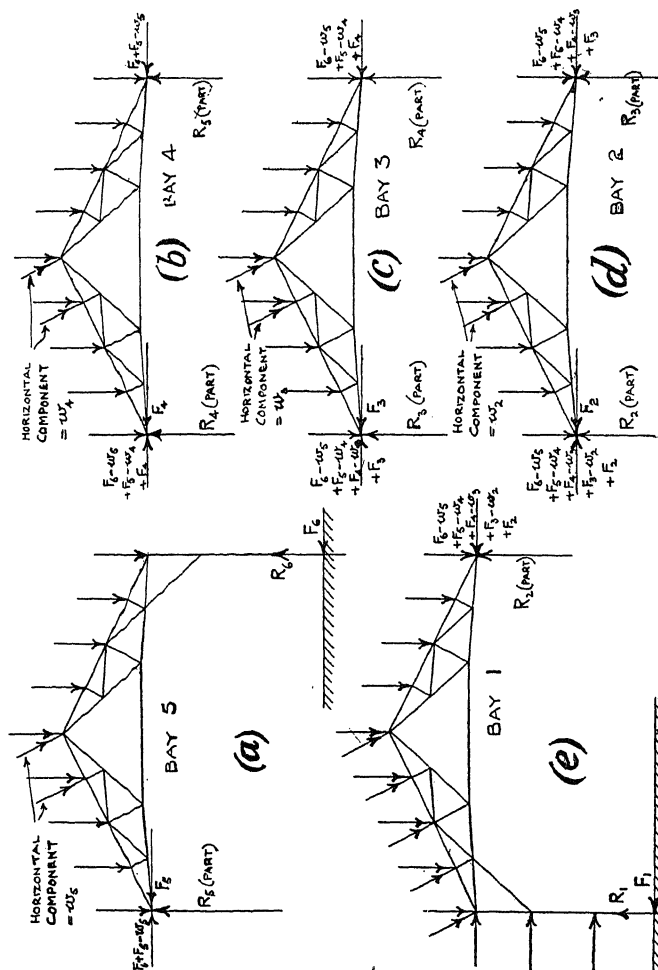 HORIZONTAL
COMPONENT
= w₅
F₆+F₅-w₅
F₅
R₅(PART)
BAY 5
R₆
F₆
(a)
HORIZONTAL
COMPONENT
= w₄
F₆-w₅
+F₅-w₄
+F₄
F₄
R₄(PART)
BAY 4
F₆+F₅-w₅
R₅(PART)
(b)
HORIZONTAL
COMPONENT
F₆-w₅
+F₅-w₄
+F₄-w₃
+F₃
F₃
R₃(PART)
BAY 3
F₆-w₅
+F₅-w₄
+F₄
R₄(PART)
(c)
HORIZONTAL
COMPONENT
= w₂
F₆-w₅
+F₅-w₄
+F₄-w₃
+F₃-w₂
+F₂
F₂
R₂(PART)
BAY 2
F₆-w₅
+F₅-w₄
+F₄-w₃
+F₃
R₃(PART)
(d)
F₆-w₅
+F₅-w₄
+F₄-w₃
+F₃-w₂
+F₂
R₂(PART)
BAY 1
R₁
F₁
(e)